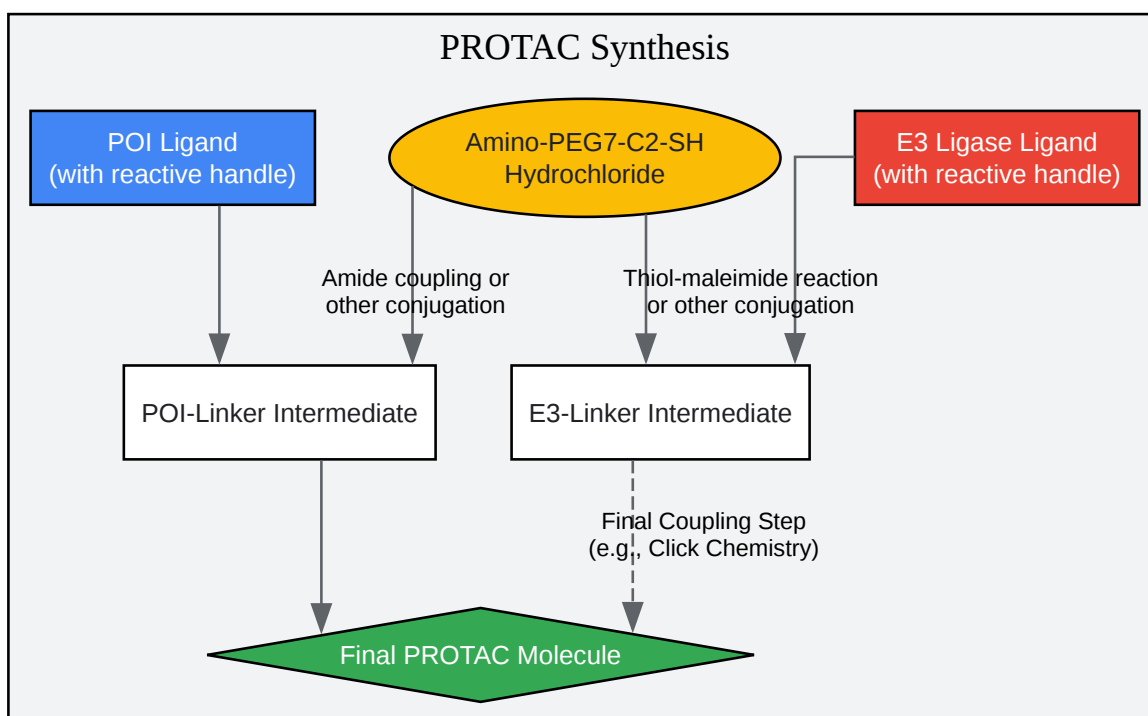 PROTAC Synthesis
POI Ligand
(with reactive handle)
Amino-PEG7-C2-SH
Hydrochloride
E3 Ligase Ligand
(with reactive handle)
Amide coupling or
other conjugation
Thiol-maleimide reaction
or other conjugation
POI-Linker Intermediate
E3-Linker Intermediate
Final Coupling Step
(e.g., Click Chemistry)
Final PROTAC Molecule